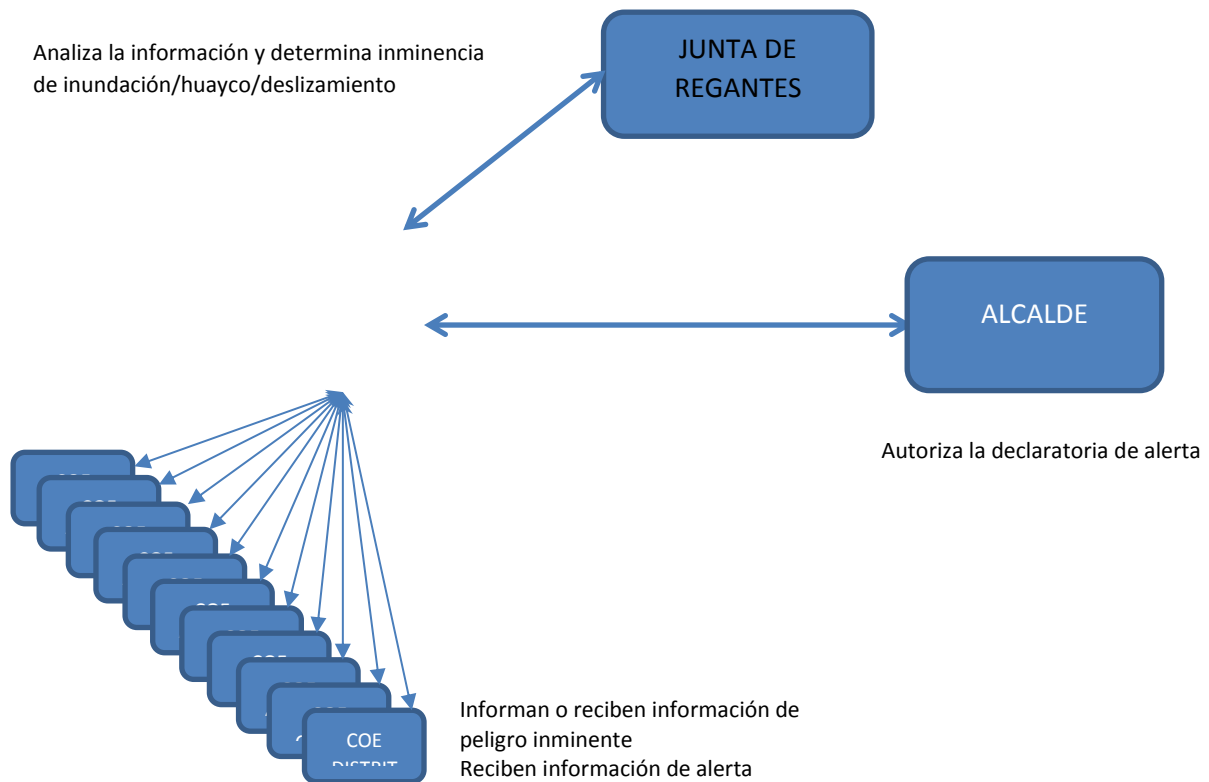 Analiza la información y determina inminencia
de inundación/huayco/deslizamiento
JUNTA DE
REGANTES
ALCALDE
Autoriza la declaratoria de alerta
COE
Informan o reciben información de
peligro inminente
Reciben información de alerta